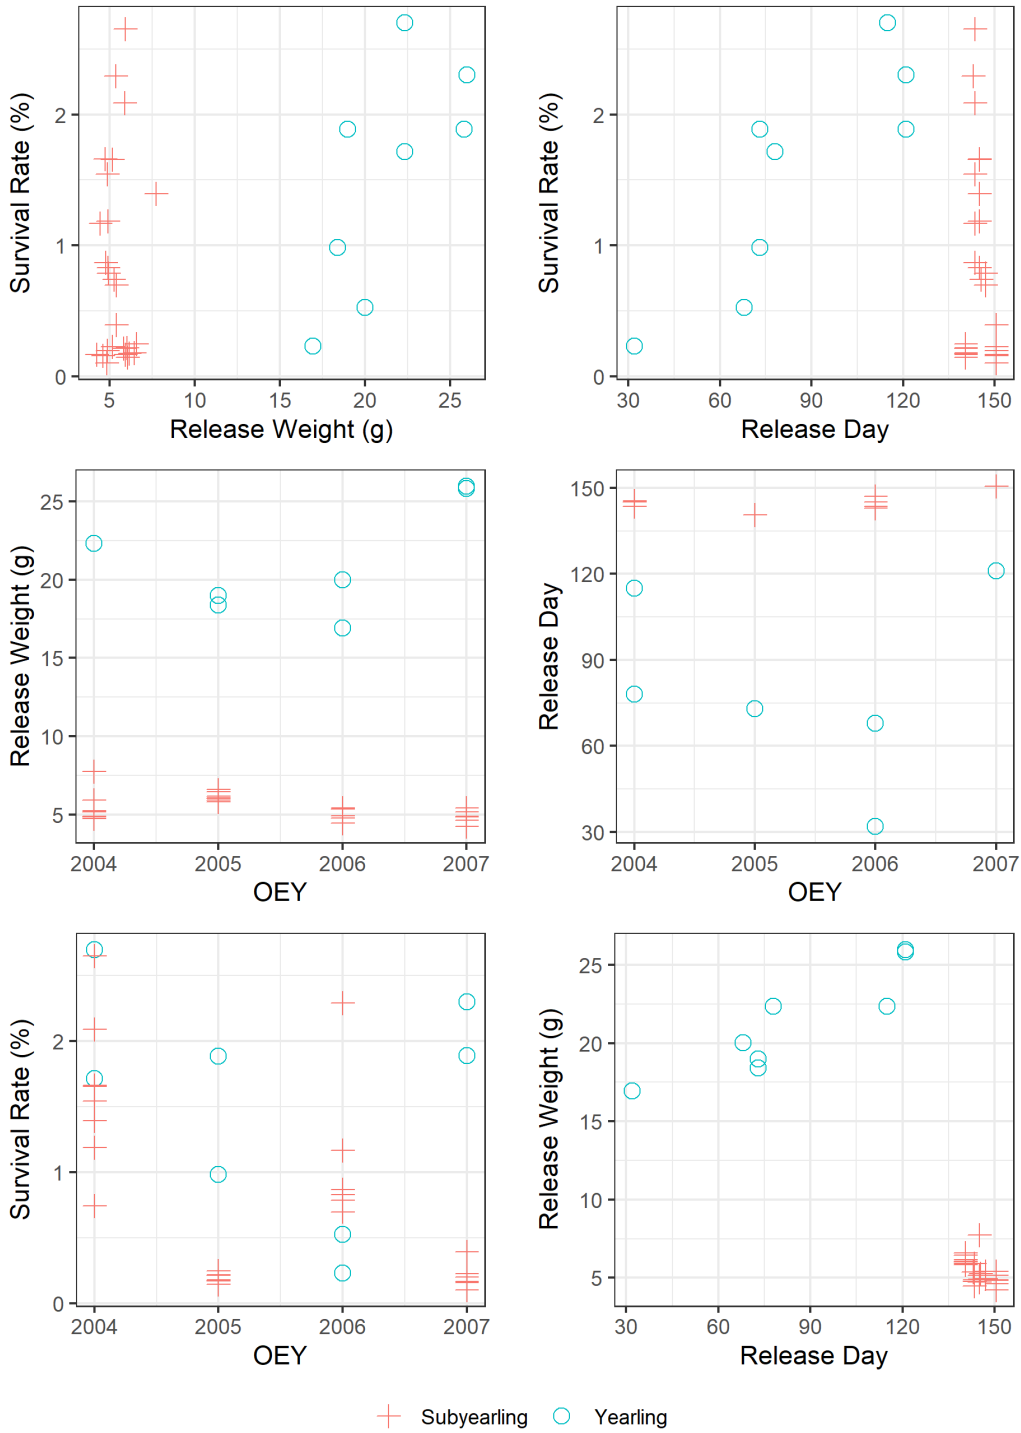 Survival Rate (%)
2
1
0
5 10 15 20 25
Release Weight (g)
Survival Rate (%)
2
1
0
30 60 90 120 150
Release Day
Release Weight (g)
25
20
15
10
5
2004 2005 2006 2007
OEY
Release Day
150
120
90
60
30
2004 2005 2006 2007
OEY
Survival Rate (%)
2
1
0
2004 2005 2006 2007
OEY
Release Weight (g)
25
20
15
10
5
30 60 90 120 150
Release Day
Subyearling Yearling